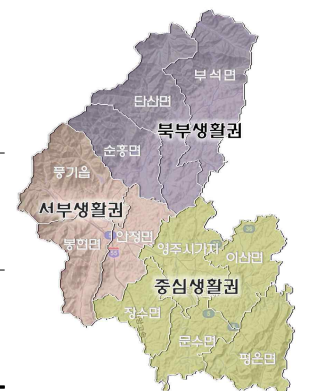 부석면
단산면
북부생활권
순흥면
풍기읍
서부생활권
봉현면
안정면
영주시가지
이산면
중심생활권
장수면
문수면
평은면